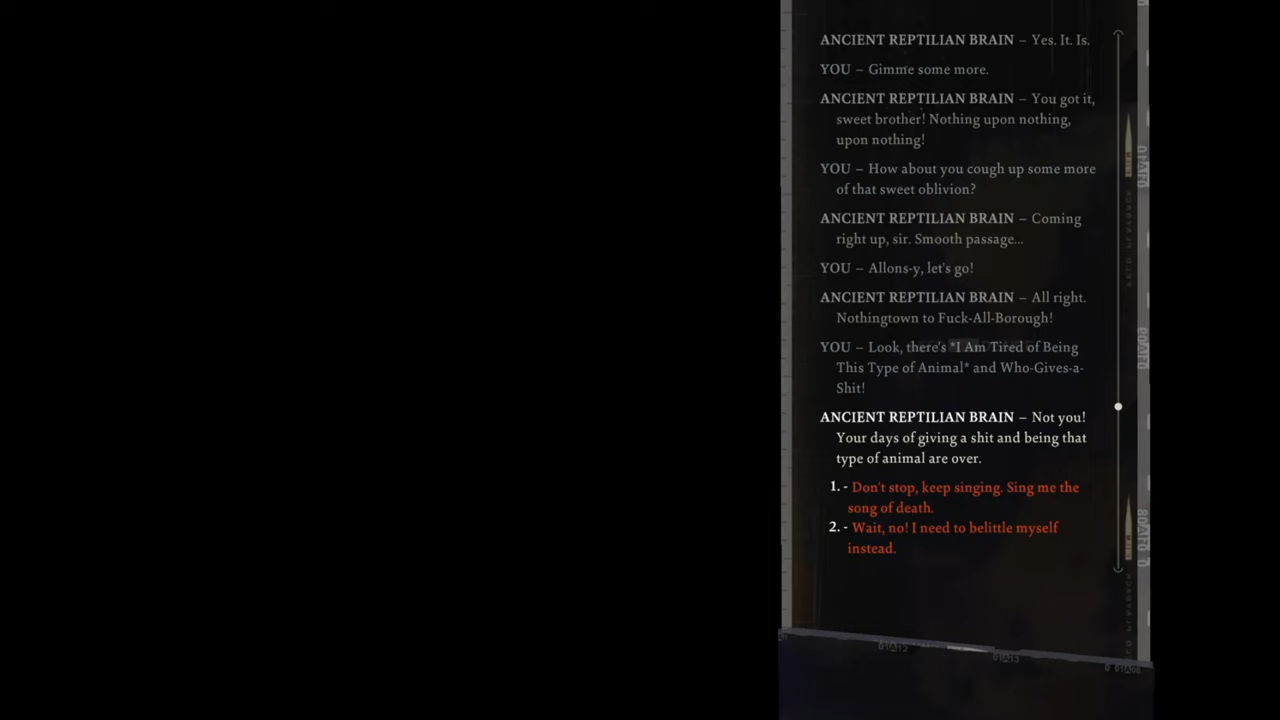 ANCIENT REPTILIAN BRAIN – Yes. It. Is.
YOU – Gimme some more.
ANCIENT REPTILIAN BRAIN – You got it,
sweet brother! Nothing upon nothing,
upon nothing!
YOU – How about you cough up some more
of that sweet oblivion?
ANCIENT REPTILIAN BRAIN – Coming
right up, sir. Smooth passage...
YOU – Allons-y, let's go!
ANCIENT REPTILIAN BRAIN – All right.
Nothingtown to Fuck-All-Borough!
YOU – Look, there's *I Am Tired of Being
This Type of Animal* and Who-Gives-a-
Shit!
ANCIENT REPTILIAN BRAIN – Not you!
Your days of giving a shit and being that
type of animal are over.
1. - Don't stop, keep singing. Sing me the
song of death.
2. - Wait, no! I need to belittle myself
instead.